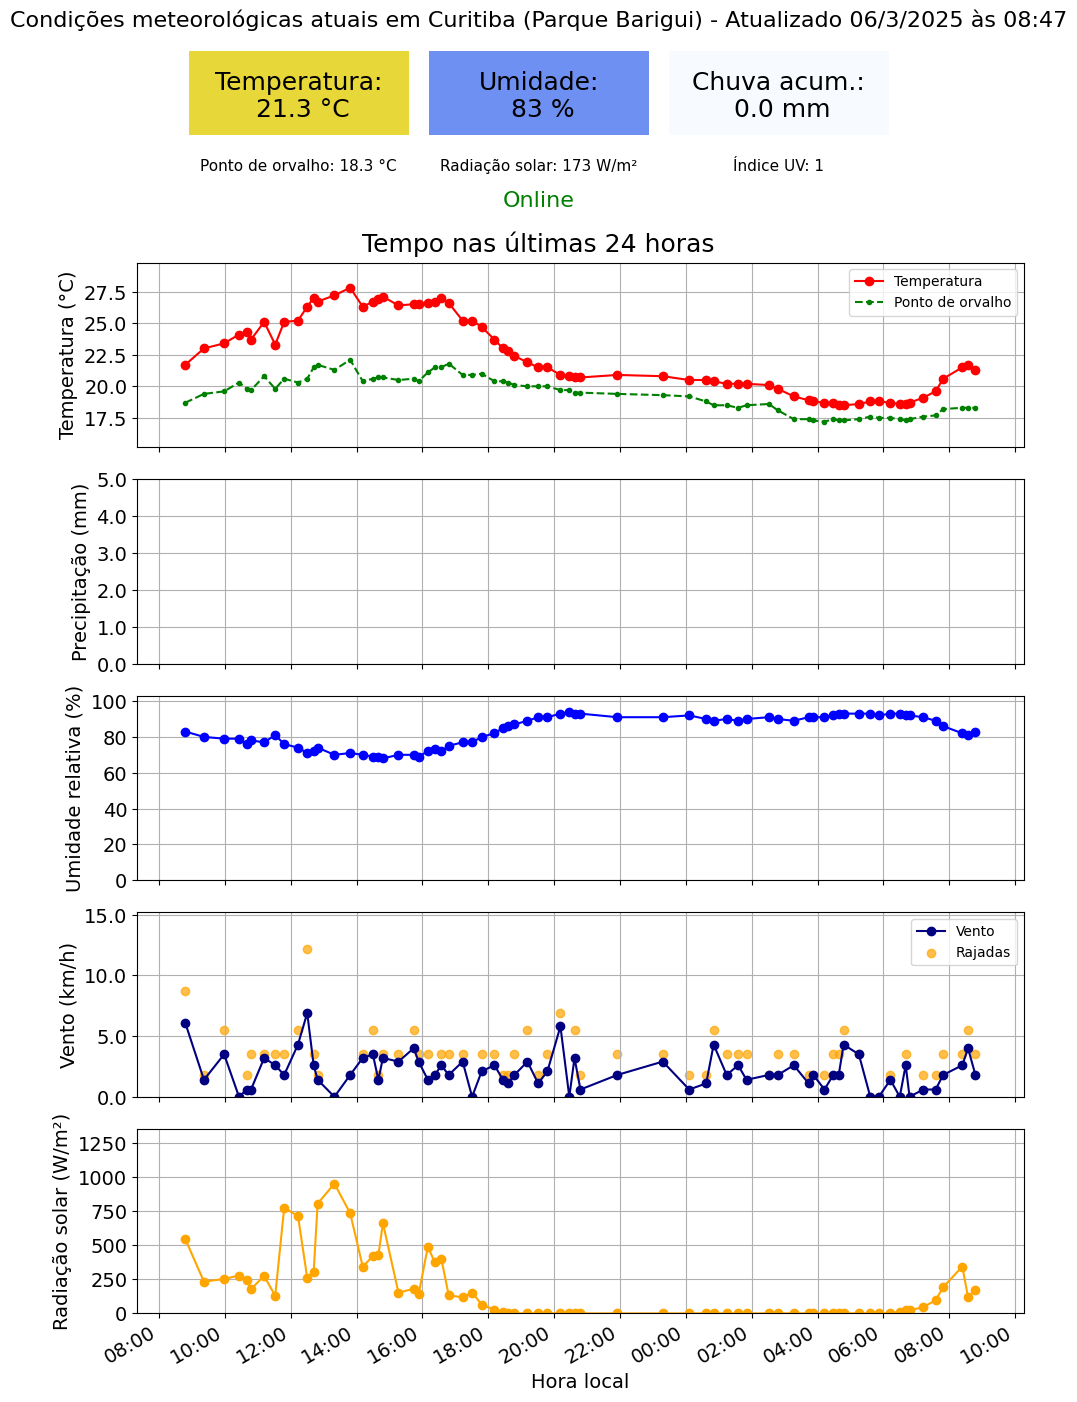 Condições meteorológicas atuais em Curitiba (Parque Barigui) - Atualizado 06/3/2025 às 08:47
Temperatura:
21.3 °C
Umidade:
83 %
Chuva acum.:
0.0 mm
Ponto de orvalho: 18.3 °C
Radiação solar: 173 W/m²
Índice UV: 1
Online
Tempo nas últimas 24 horas
Temperatura (°C)
27.5
25.0
22.5
20.0
17.5
Temperatura
Ponto de orvalho
Precipitação (mm)
5.0
4.0
3.0
2.0
1.0
0.0
Umidade relativa (%)
100
80
60
40
20
0
Vento (km/h)
15.0
10.0
5.0
0.0
Vento
Rajadas
Radiação solar (W/m²)
1250
1000
750
500
250
0
08:00
10:00
12:00
14:00
16:00
18:00
20:00
22:00
00:00
02:00
04:00
06:00
08:00
10:00
Hora local